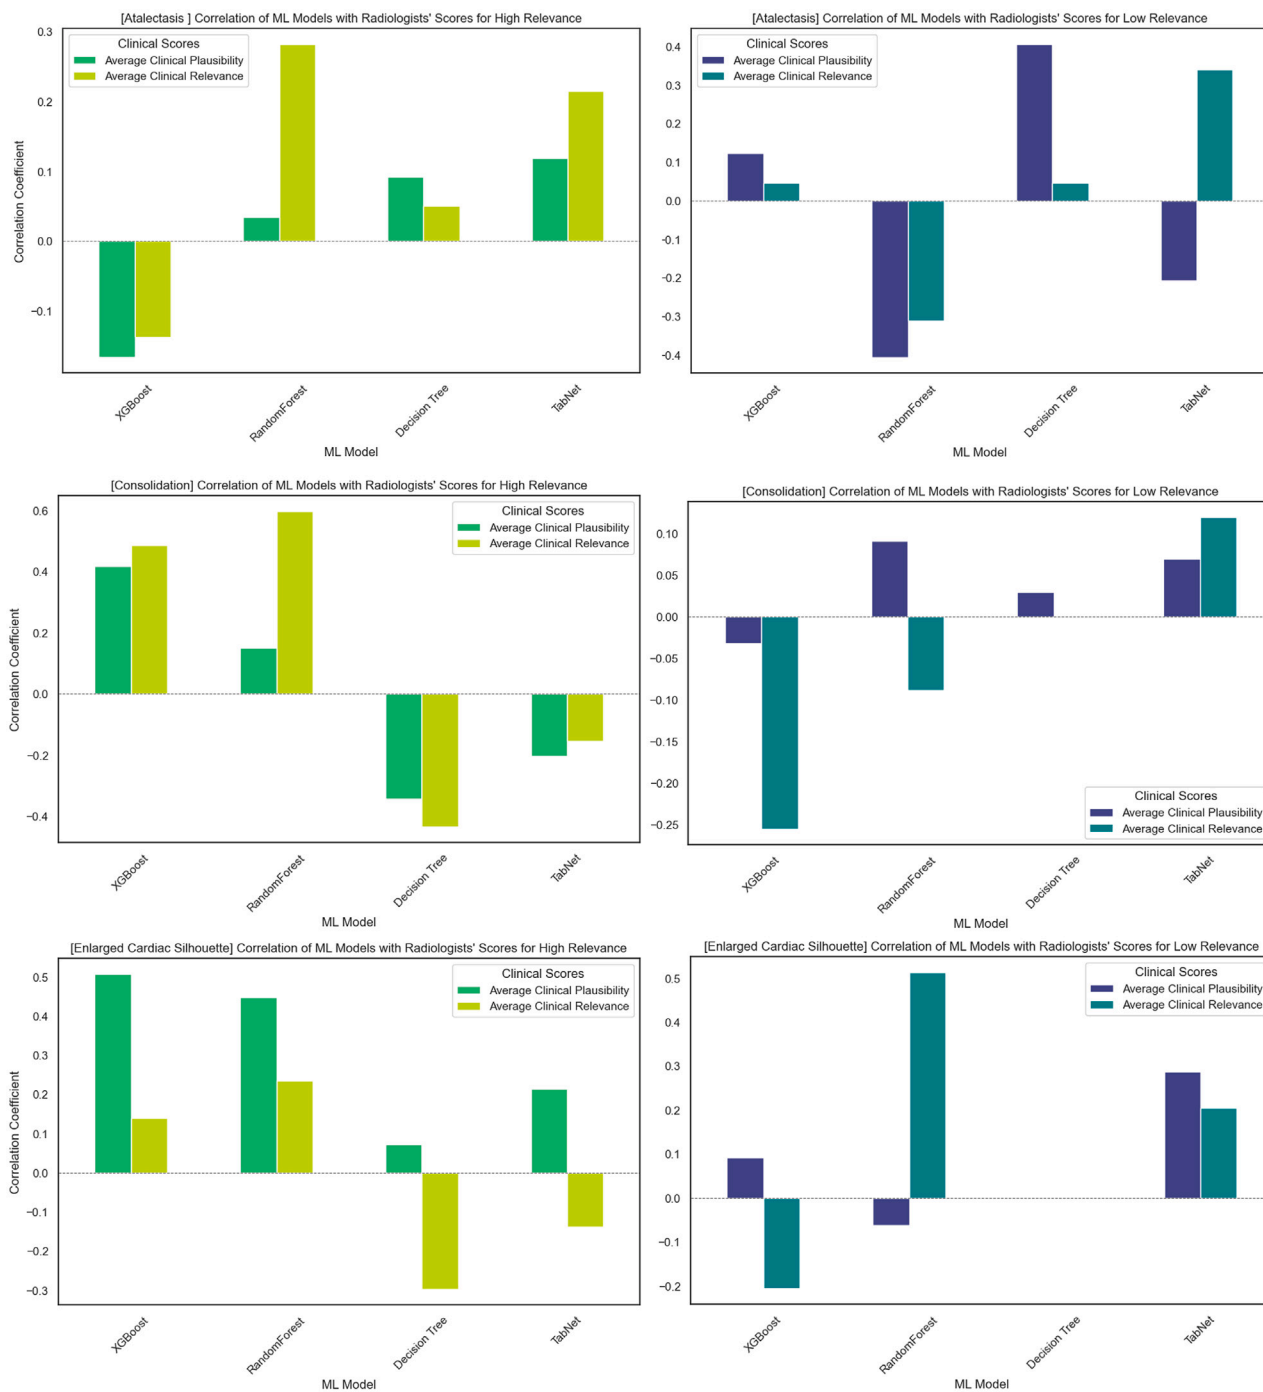 [Atalectasis ] Correlation of ML Models with Radiologists' Scores for High Relevance
Clinical Scores
Average Clinical Plausibility
Average Clinical Relevance
0.3
0.2
0.1
0.0
−0.1
Correlation Coefficient
XGBoost
RandomForest
Decision Tree
TabNet
ML Model
[Atalectasis] Correlation of ML Models with Radiologists' Scores for Low Relevance
Clinical Scores
Average Clinical Plausibility
Average Clinical Relevance
0.4
0.3
0.2
0.1
0.0
−0.1
−0.2
−0.3
−0.4
XGBoost
RandomForest
Decision Tree
TabNet
ML Model
[Consolidation] Correlation of ML Models with Radiologists' Scores for High Relevance
Clinical Scores
Average Clinical Plausibility
Average Clinical Relevance
0.6
0.4
0.2
0.0
−0.2
−0.4
Correlation Coefficient
XGBoost
RandomForest
Decision Tree
TabNet
ML Model
[Consolidation] Correlation of ML Models with Radiologists' Scores for Low Relevance
0.10
0.05
0.00
−0.05
−0.10
−0.15
−0.20
−0.25
Clinical Scores
Average Clinical Plausibility
Average Clinical Relevance
XGBoost
RandomForest
Decision Tree
TabNet
ML Model
[Enlarged Cardiac Silhouette] Correlation of ML Models with Radiologists' Scores for High Relevance
Clinical Scores
Average Clinical Plausibility
Average Clinical Relevance
0.5
0.4
0.3
0.2
0.1
0.0
−0.1
−0.2
−0.3
Correlation Coefficient
XGBoost
RandomForest
Decision Tree
TabNet
ML Model
[Enlarged Cardiac Silhouette] Correlation of ML Models with Radiologists' Scores for Low Relevance
Clinical Scores
Average Clinical Plausibility
Average Clinical Relevance
0.5
0.4
0.3
0.2
0.1
0.0
−0.1
−0.2
XGBoost
RandomForest
Decision Tree
TabNet
ML Model